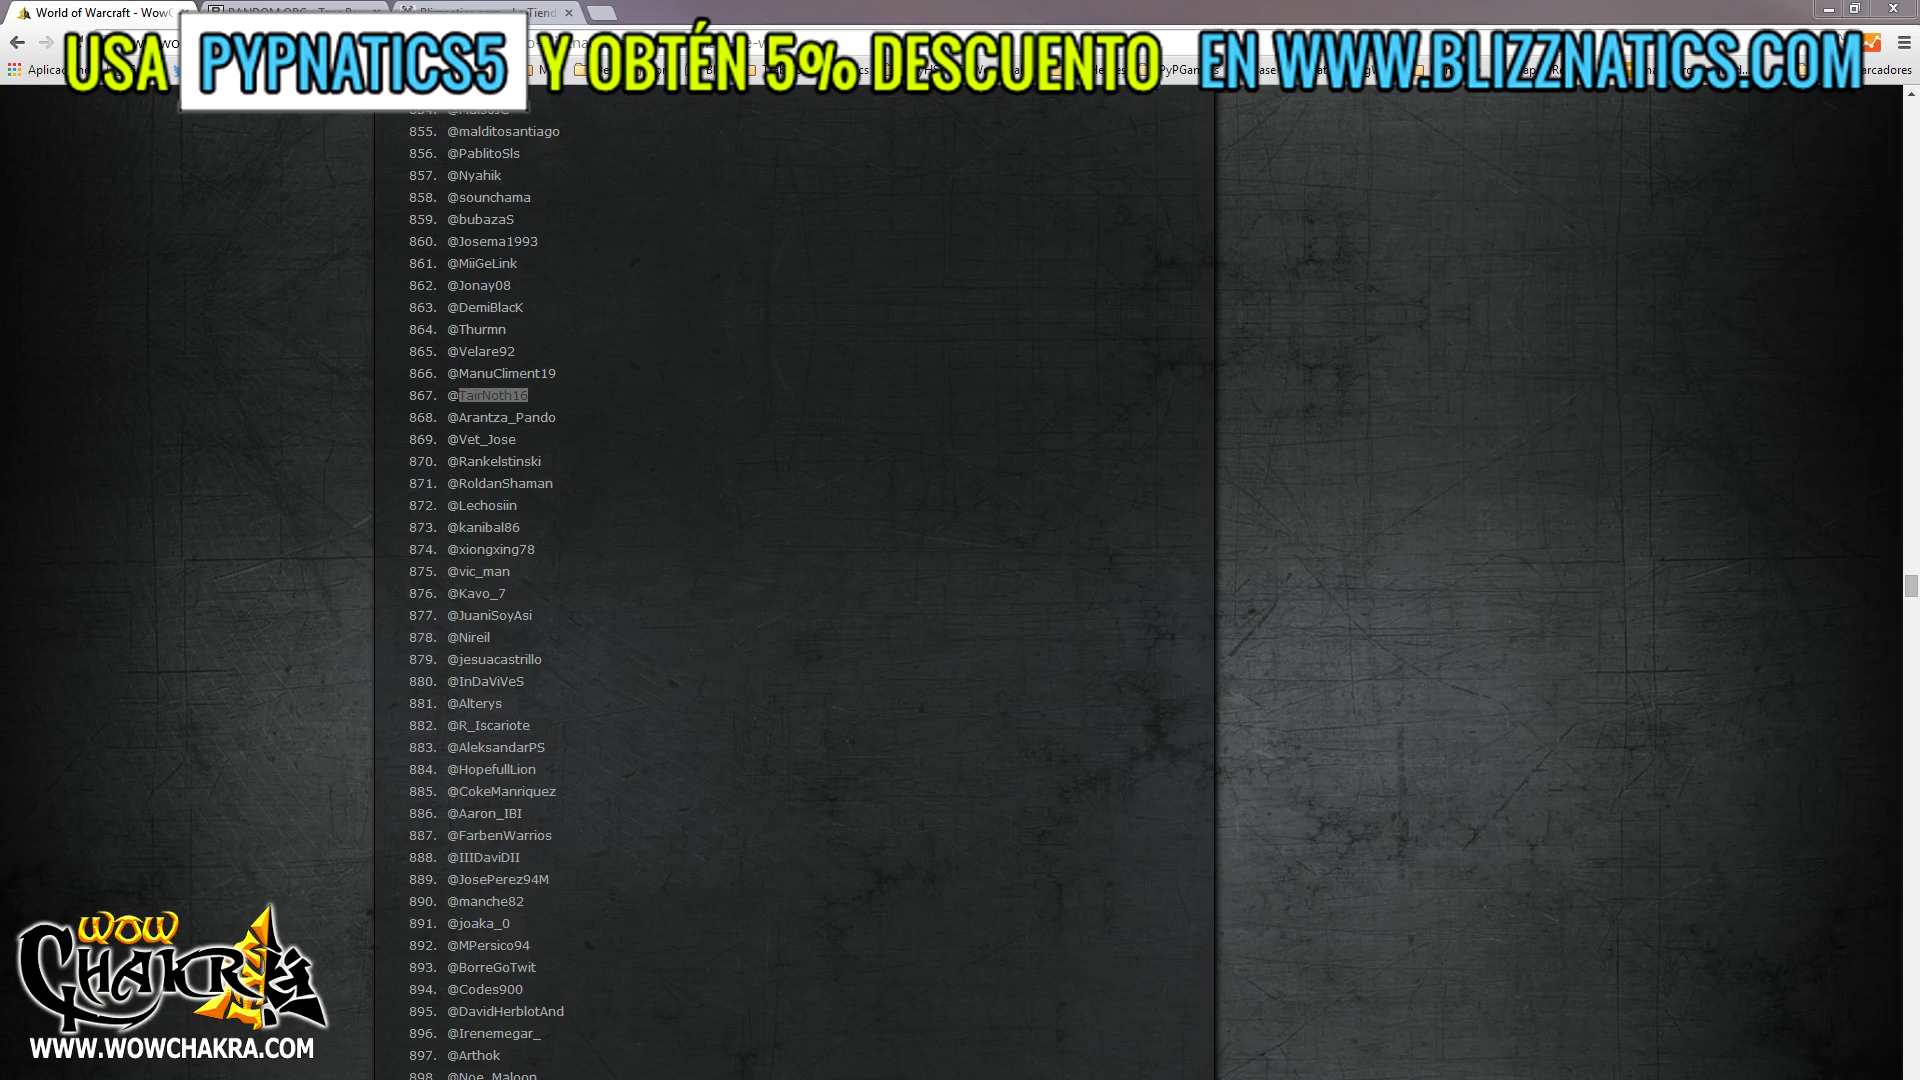 World of Warcraft - WowC
USA PYPNATICS5 Y OBTÉN 5% DESCUENTO EN WWW.BLIZZNATICS.COM
Aplicacione
855. @malditosantiago
856. @PablitoSls
857. @Nyahik
858. @sounchama
859. @bubazaS
860. @Josema1993
861. @MiiGeLink
862. @Jonay08
863. @DemiBlacK
864. @Thurmn
865. @Velare92
866. @ManuCliment19
867. @TairNoth16
868. @Arantza_Pando
869. @Vet_Jose
870. @Rankelstinski
871. @RoldanShaman
872. @Lechosiin
873. @kanibal86
874. @xiongxing78
875. @vic_man
876. @Kavo_7
877. @JuaniSoyAsi
878. @Nireil
879. @jesuacastrillo
880. @InDaViVeS
881. @Alterys
882. @R_Iscariote
883. @AleksandarPS
884. @HopefullLion
885. @CokeManriquez
886. @Aaron_IBI
887. @FarbenWarrios
888. @IIIDaviDII
889. @JosePerez94M
890. @manche82
891. @joaka_0
892. @MPersico94
893. @BorreGoTwit
894. @Codes900
895. @DavidHerblotAnd
896. @Irenemegar_
897. @Arthok
898. @Noe_Maloon
WOW
CHAKRA
WWW.WOWCHAKRA.COM